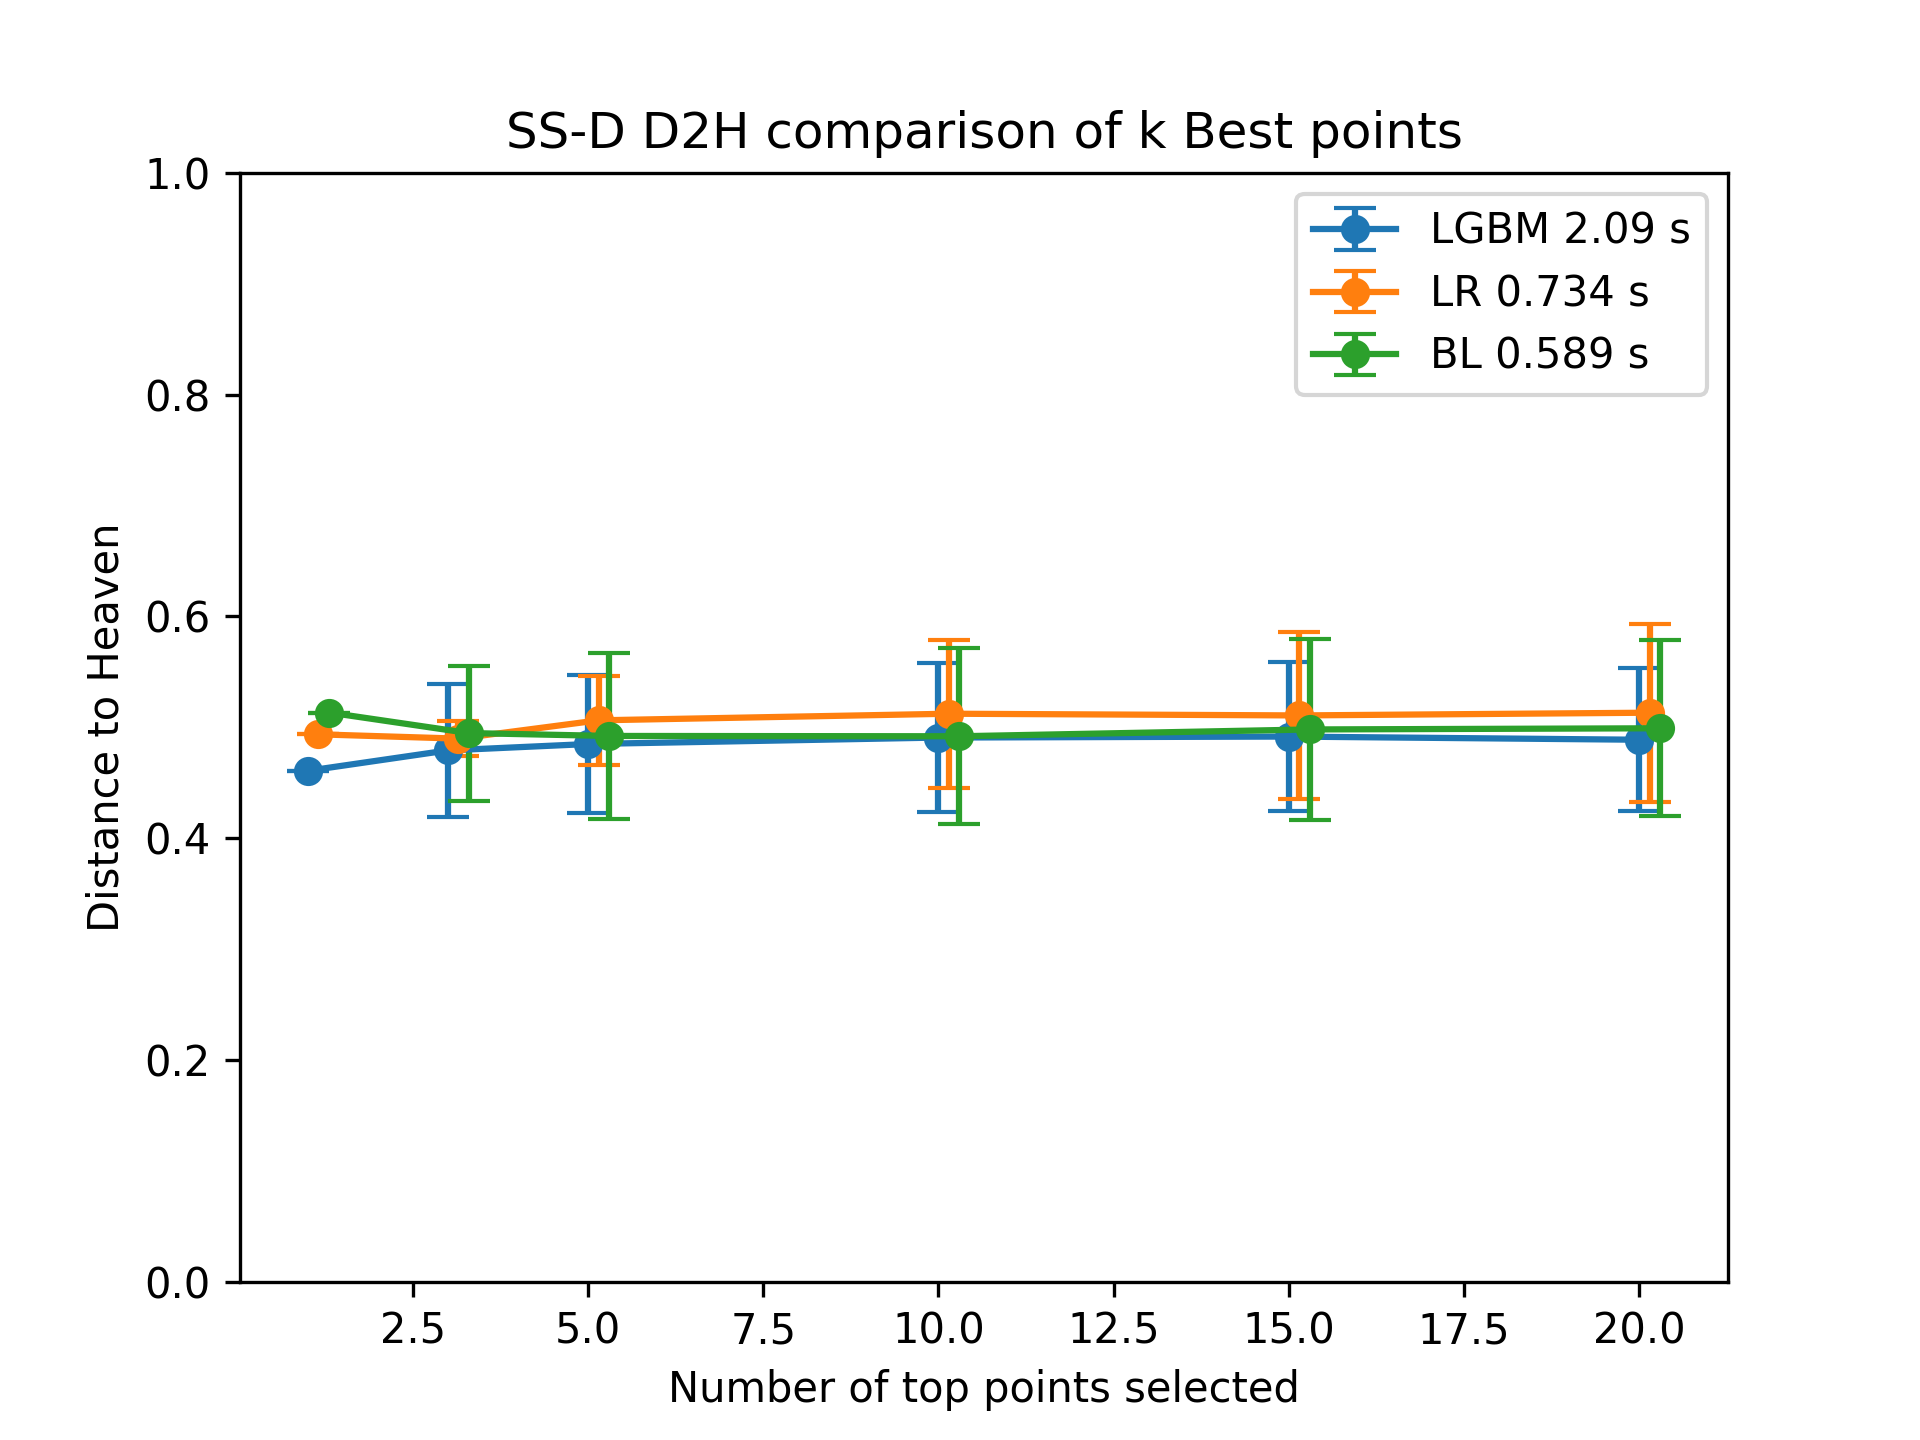 SS-D D2H comparison of k Best points
LGBM 2.09 s
LR 0.734 s
BL 0.589 s
Distance to Heaven
1.0
0.8
0.6
0.4
0.2
0.0
2.5 5.0 7.5 10.0 12.5 15.0 17.5 20.0
Number of top points selected